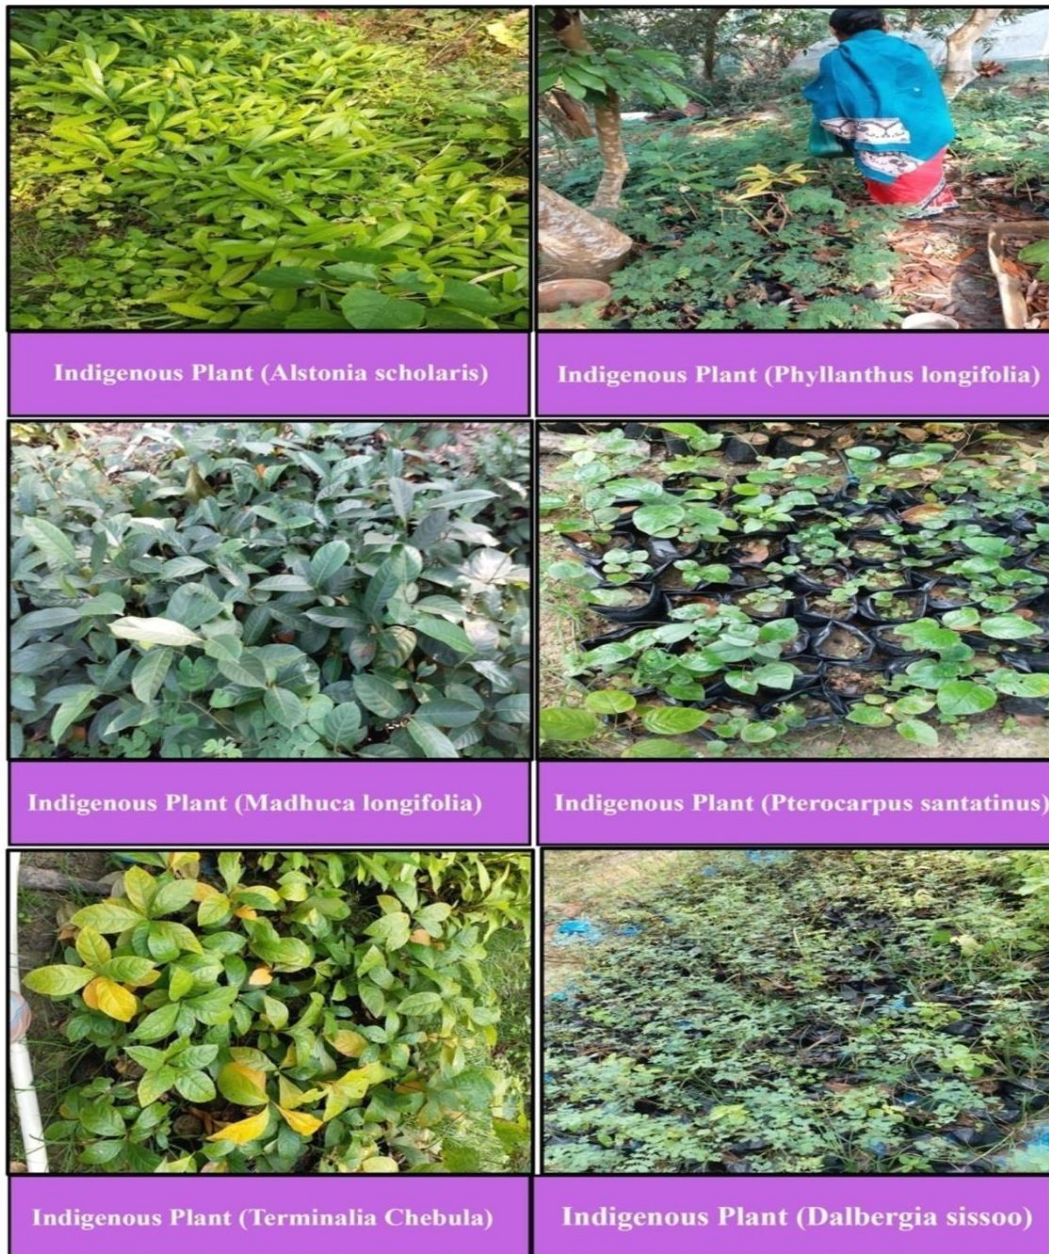 Indigenous Plant (Alstonia scholaris)
Indigenous Plant (Phyllanthus longifolia)
Indigenous Plant (Madhuca longifolia)
Indigenous Plant (Pterocarpus santatinus)
Indigenous Plant (Terminalia Chebula)
Indigenous Plant (Dalbergia sissoo)